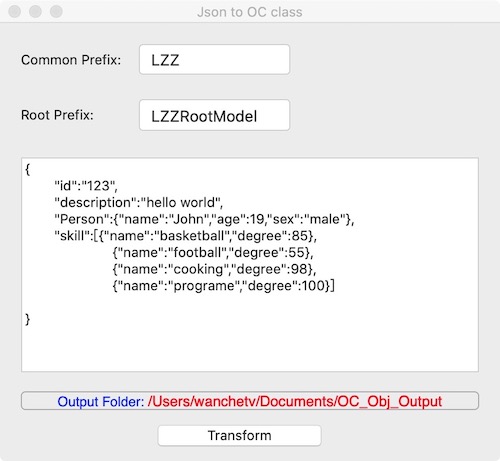 Json to OC class
Common Prefix: LZZ
Root Prefix: LZZRootModel
{
"id":"123",
"description":"hello world",
"Person":{"name":"John","age":19,"sex":"male"},
"skill":[{"name":"basketball","degree":85},
{"name":"football","degree":55},
{"name":"cooking","degree":98},
{"name":"programe","degree":100}]
}
Output Folder: /Users/wanchetv/Documents/OC_Obj_Output
Transform